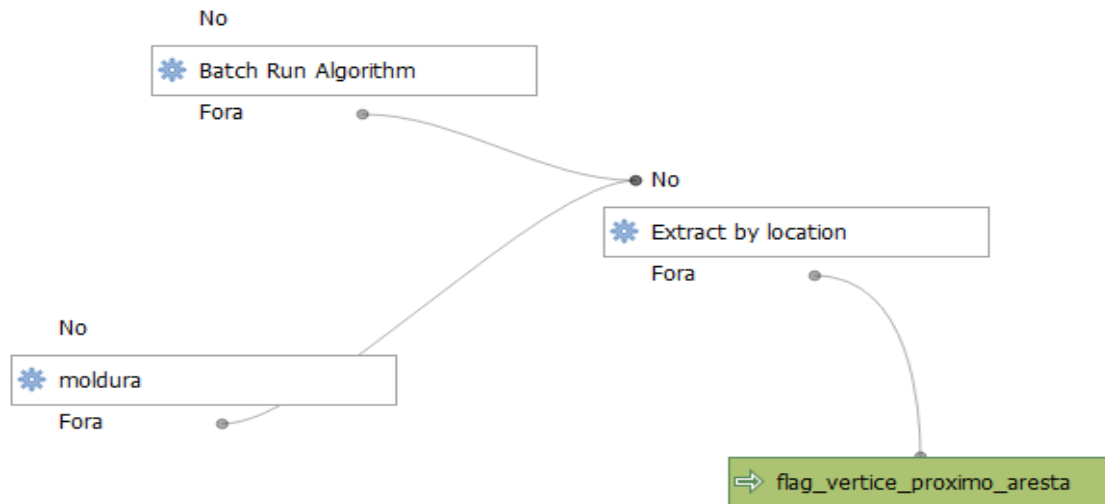 No
Batch Run Algorithm
Fora
No
Extract by location
Fora
No
moldura
Fora
flag_vertice_proximo_aresta